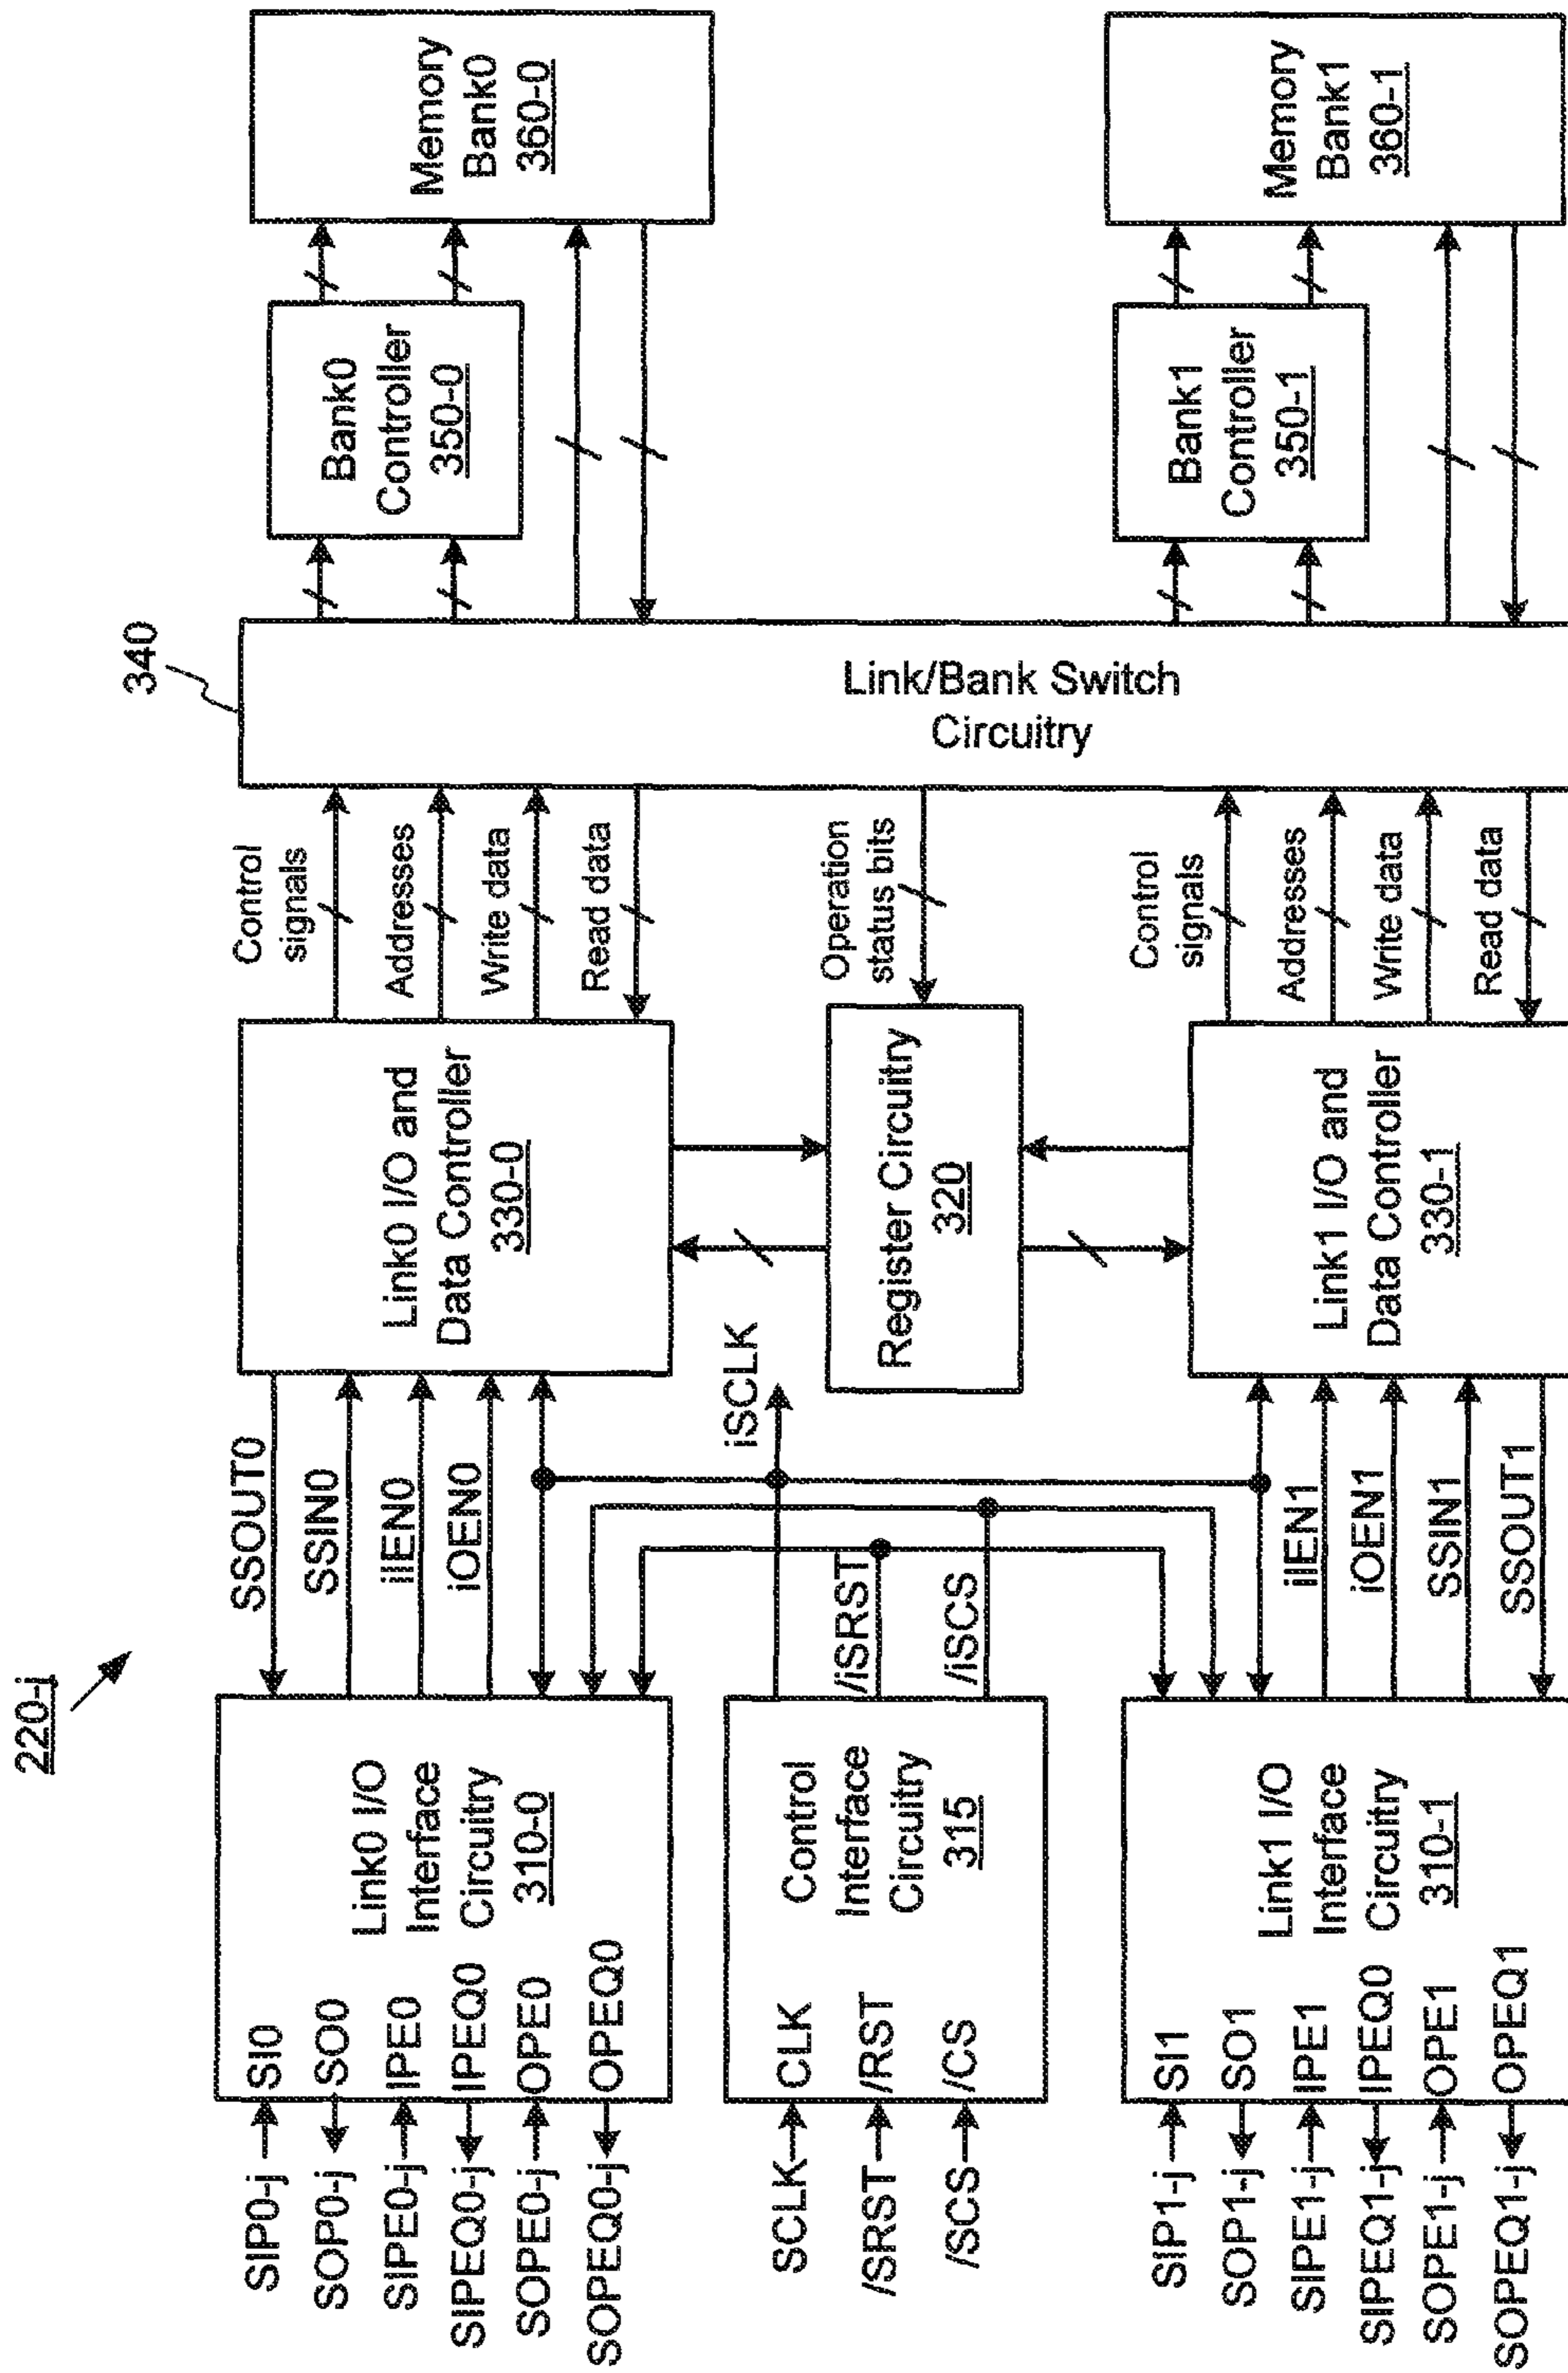 220-j
340
SIP0-j
SOP0-j
SIPE0-j
SIPEQ0-j
SOPE0-j
SOPEQ0-j
SI0
SO0
IPE0
IPEQ0
OPE0
OPEQ0
Link0 I/O
Interface
Circuitry
310-0
SSOUT0
SSIN0
iIEN0
iOEN0
Link0 I/O and
Data Controller
330-0
Control
signals
Addresses
Write data
Read data
Link/Bank Switch
Circuitry
Bank0
Controller
350-0
Memory
Bank0
360-0
SCLK
/SRST
/SCS
CLK
/RST
/CS
Control
Interface
Circuitry
315
iSCLK
/iSRST
/iSCS
Register Circuitry
320
Operation
status bits
SIP1-j
SOP1-j
SIPE1-j
SIPEQ1-j
SOPE1-j
SOPEQ1-j
SI1
SO1
IPE1
IPEQ0
OPE1
OPEQ1
Link1 I/O
Interface
Circuitry
310-1
iIEN1
iOEN1
SSIN1
SSOUT1
Link1 I/O and
Data Controller
330-1
Control
signals
Addresses
Write data
Read data
Bank1
Controller
350-1
Memory
Bank1
360-1